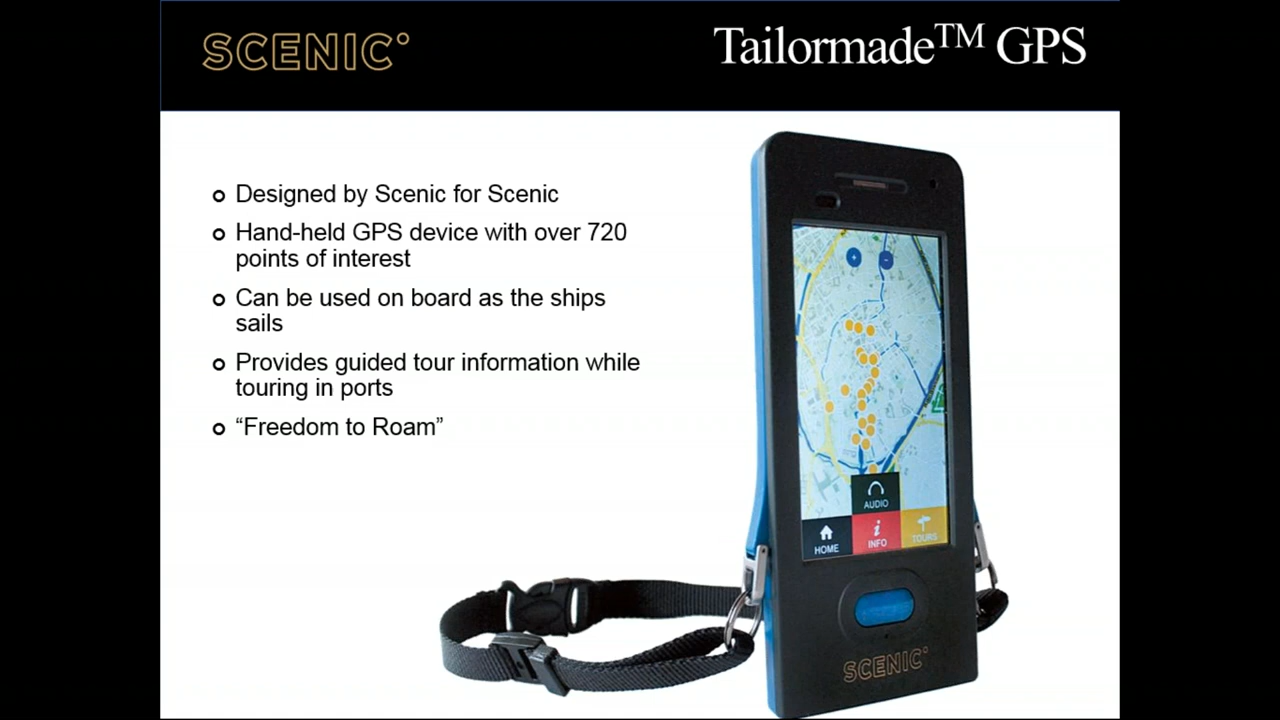 SCENIC°
Tailormade™ GPS
Designed by Scenic for Scenic
Hand-held GPS device with over 720
points of interest
Can be used on board as the ships
sails
Provides guided tour information while
touring in ports
“Freedom to Roam”
AUDIO
HOME
INFO
TOURS
SCENIC°